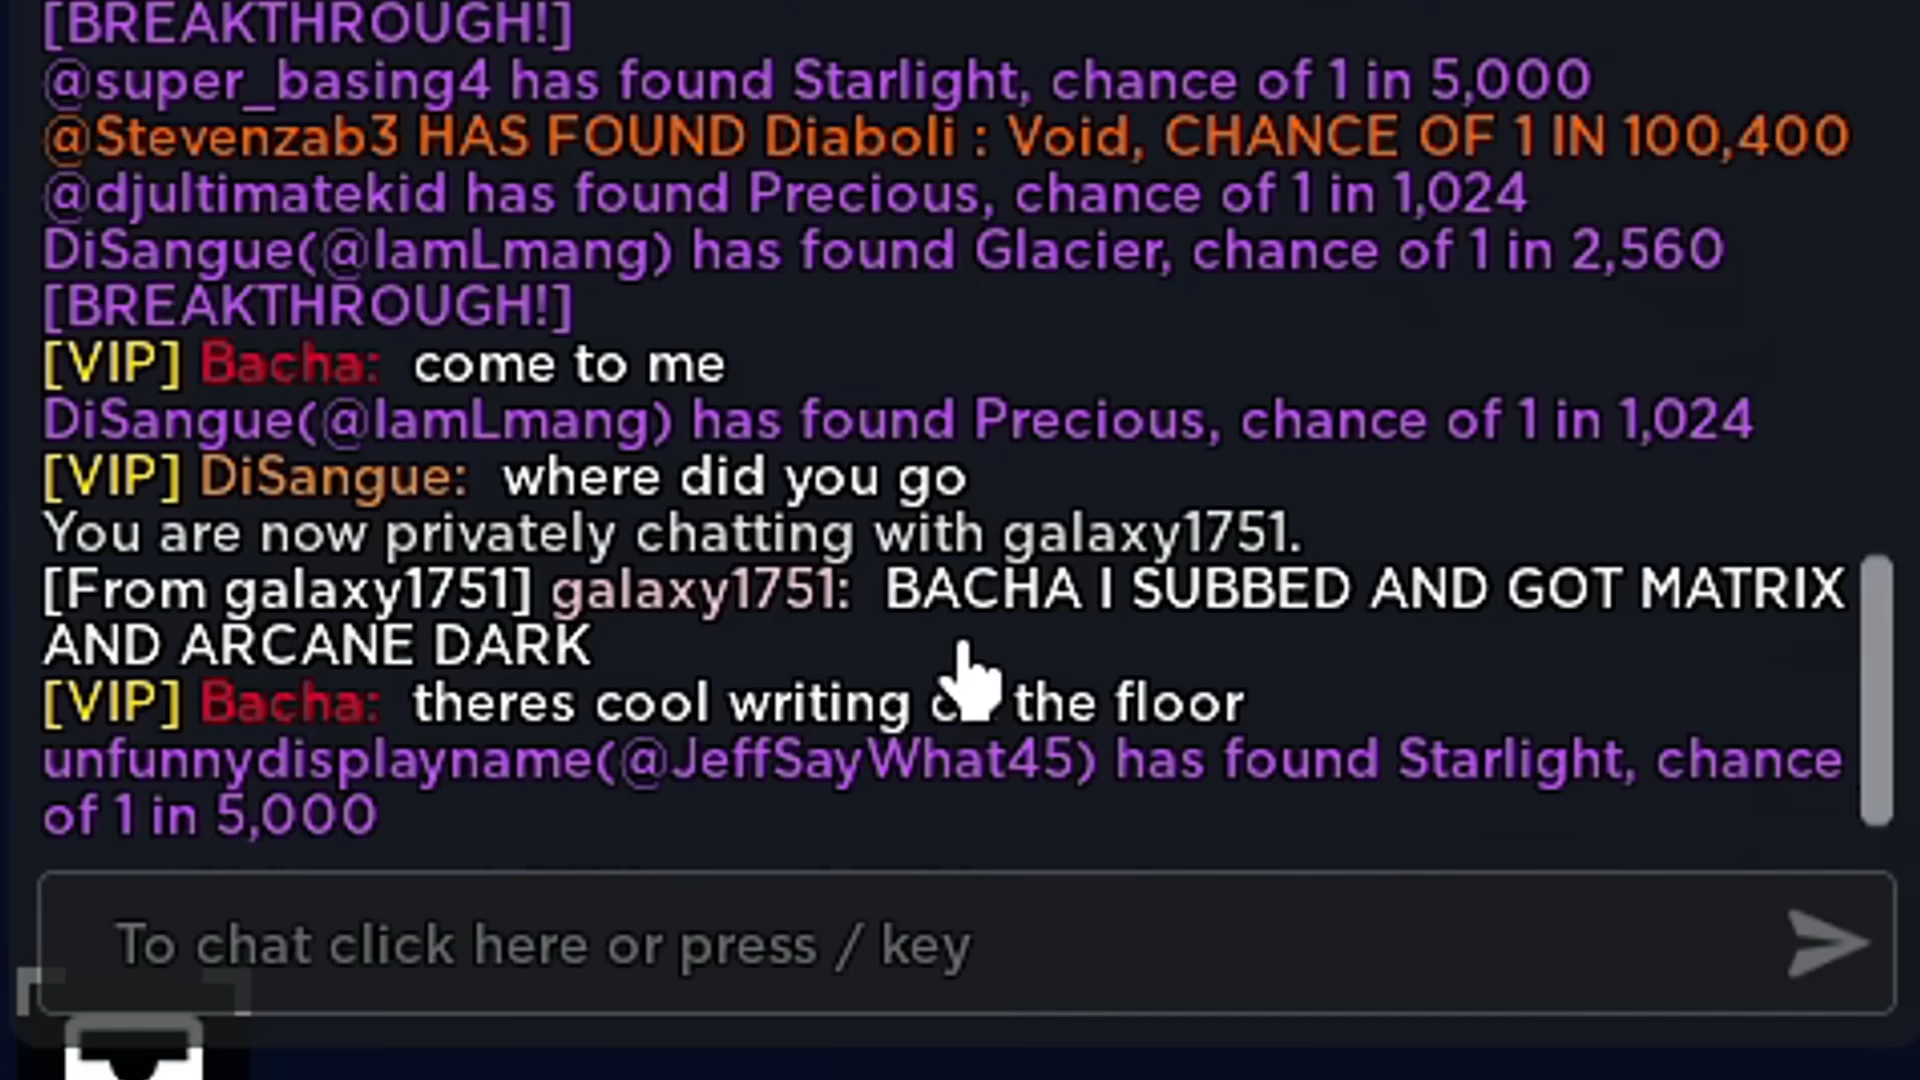 [BREAKTHROUGH!]
@super_basing4 has found Starlight, chance of 1 in 5,000
@Stevenzab3 HAS FOUND Diaboli : Void, CHANCE OF 1 IN 100,400
@djultimatekid has found Precious, chance of 1 in 1,024
DiSangue(@IamLmang) has found Glacier, chance of 1 in 2,560
[BREAKTHROUGH!]
[VIP] Bacha: come to me
DiSangue(@IamLmang) has found Precious, chance of 1 in 1,024
[VIP] DiSangue: where did you go
You are now privately chatting with galaxy1751.
[From galaxy1751] galaxy1751: BACHA I SUBBED AND GOT MATRIX
AND ARCANE DARK
[VIP] Bacha: theres cool writing the floor
unfunnydisplayname(@JeffSayWhat45) has found Starlight, chance
of 1 in 5,000
To chat click here or press / key